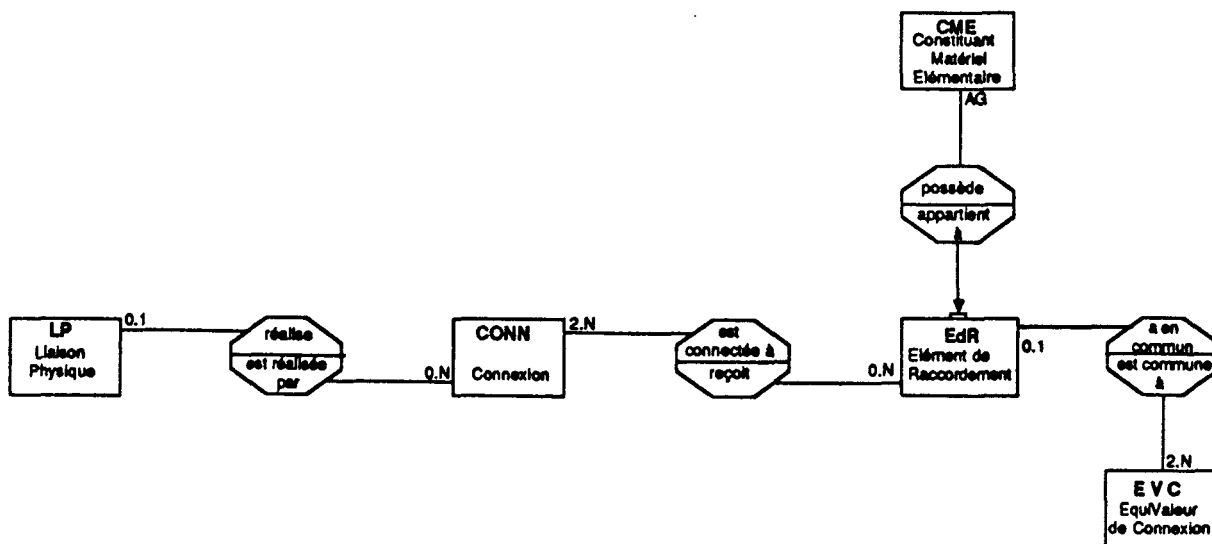 CME
Constituant
Matériel
Elémentaire
AG
possède
appartient
LP
Liaison
Physique
0.1
réalise
est réalisée
par
0.N
CONN
Connexion
2.N
est
connectée à
reçoit
0.N
EdR
Elément de
Raccordement
0.1
a en
commun
est commune
à
2.N
E V C
EquiValeur
de Connexion